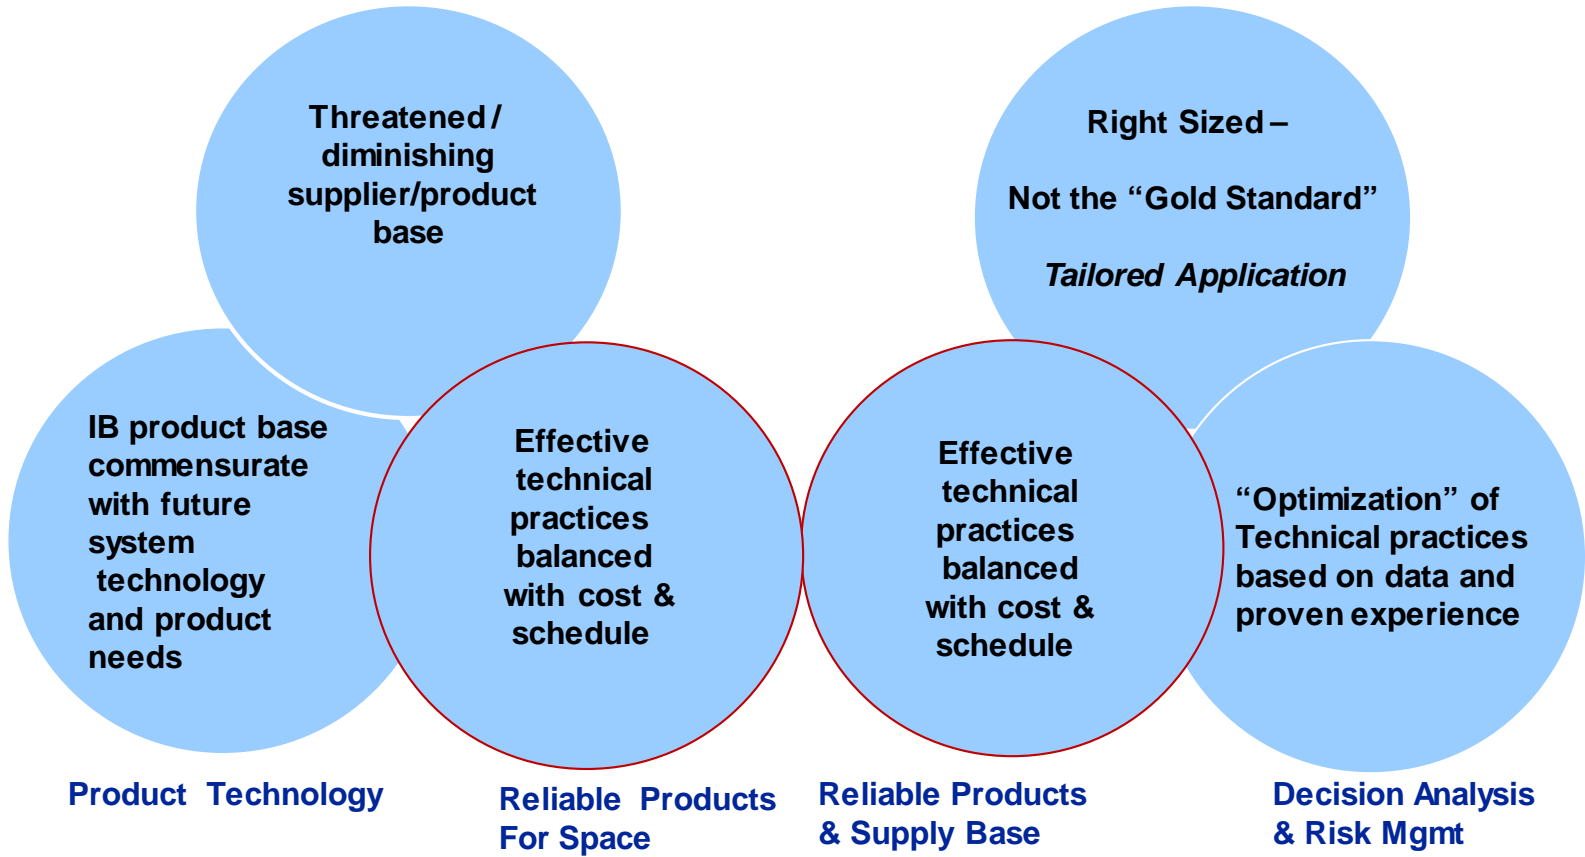 Threatened/
diminishing
supplier/product
base
Right Sized –
Not the “Gold Standard”
Tailored Application
IB product base
commensurate
with future
system
technology
and product
needs
Effective
technical
practices
balanced
with cost &
schedule
Effective
technical
practices
balanced
with cost &
schedule
“Optimization” of
Technical practices
based on data and
proven experience
Product Technology
Reliable Products
For Space
Reliable Products
& Supply Base
Decision Analysis
& Risk Mgmt